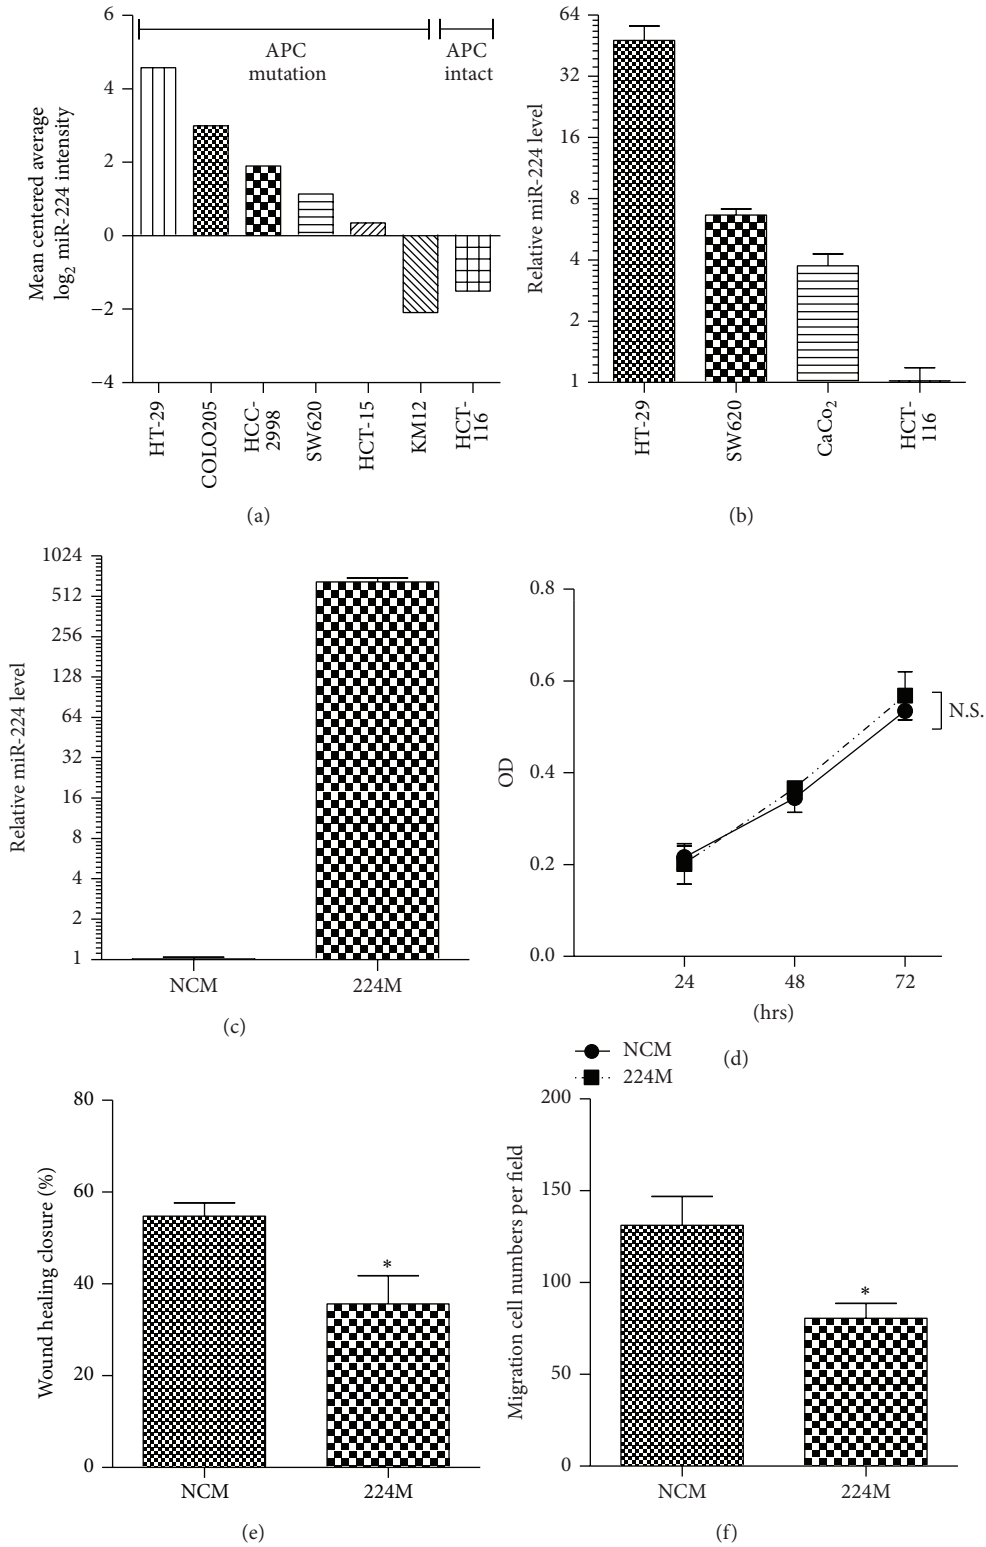 6
4
2
0
−2
−4
Mean centered average
log2 miR-224 intensity
APC
mutation
APC
intact
HT-29
COLO205
HCC-
2998
SW620
HCT-15
KM12
HCT-
116
(a)
64
32
16
8
4
2
1
Relative miR-224 level
HT-29
SW620
CaCo2
HCT-
116
(b)
1024
512
256
128
64
32
16
8
4
2
1
Relative miR-224 level
NCM
224M
(c)
0.8
0.6
0.4
0.2
0.0
OD
N.S.
24
48
72
(hrs)
NCM
224M
(d)
80
60
40
20
0
Wound healing closure (%)
*
NCM
224M
(e)
200
150
100
50
0
Migration cell numbers per field
*
NCM
224M
(f)